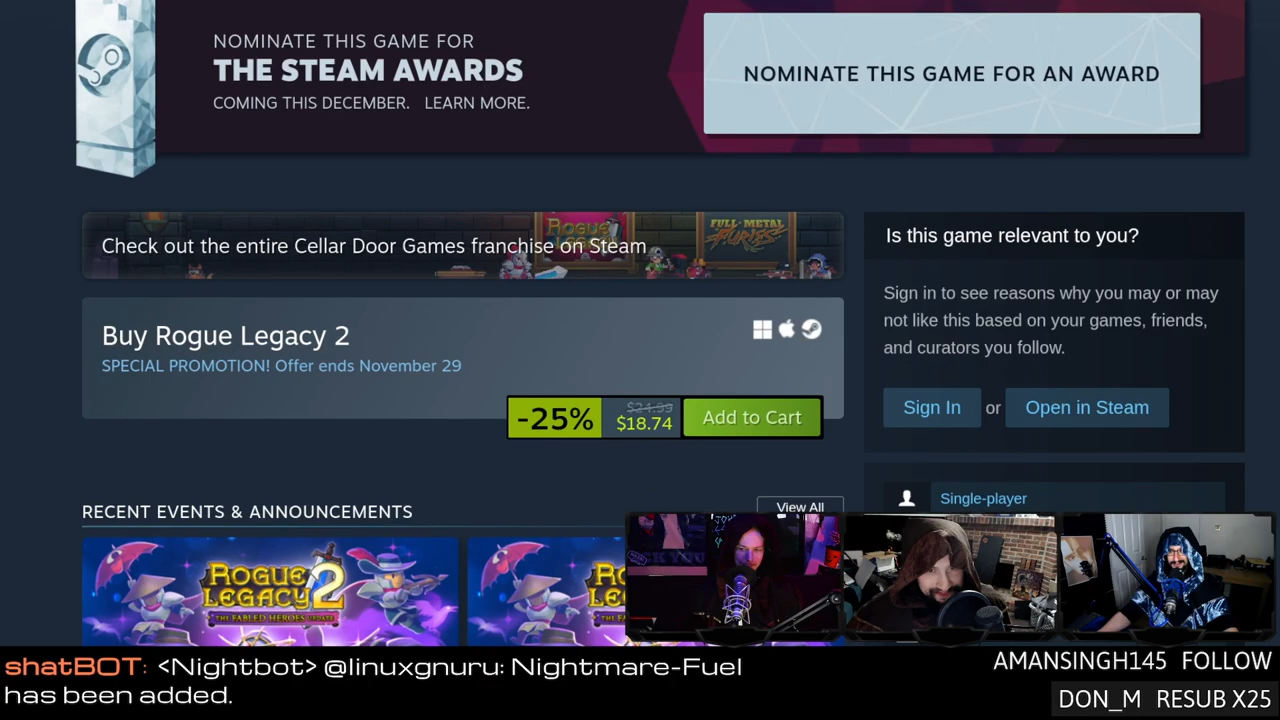 NOMINATE THIS GAME FOR
THE STEAM AWARDS
COMING THIS DECEMBER. LEARN MORE.
NOMINATE THIS GAME FOR AN AWARD
ROGUE LEGACY
FULL-METAL FURIES
Check out the entire Cellar Door Games franchise on Steam
Is this game relevant to you?
Sign in to see reasons why you may or may
not like this based on your games, friends,
and curators you follow.
Sign In or Open in Steam
Buy Rogue Legacy 2
SPECIAL PROMOTION! Offer ends November 29
-25% $24.99 $18.74 Add to Cart
Single-player
RECENT EVENTS & ANNOUNCEMENTS
View All
ROGUE
LEGACY 2
THE FABLED HEROES UPDATE
shatBOT: <Nightbot> @linuxgnuru: Nightmare-Fuel
has been added.
AMANSINGH145 FOLLOW
DON_M RESUB X25